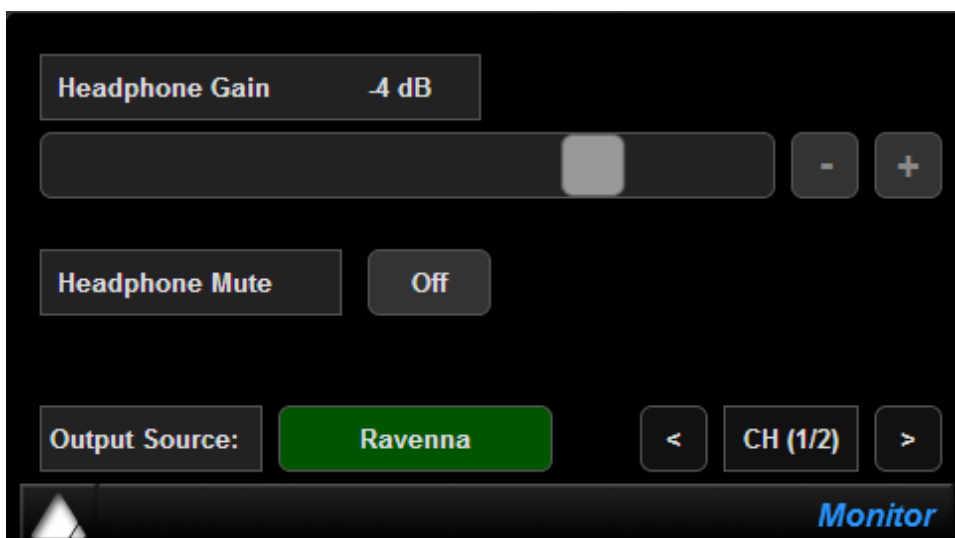 Headphone Gain -4 dB
- +
Headphone Mute Off
Output Source: Ravenna < CH (1/2) >
Monitor